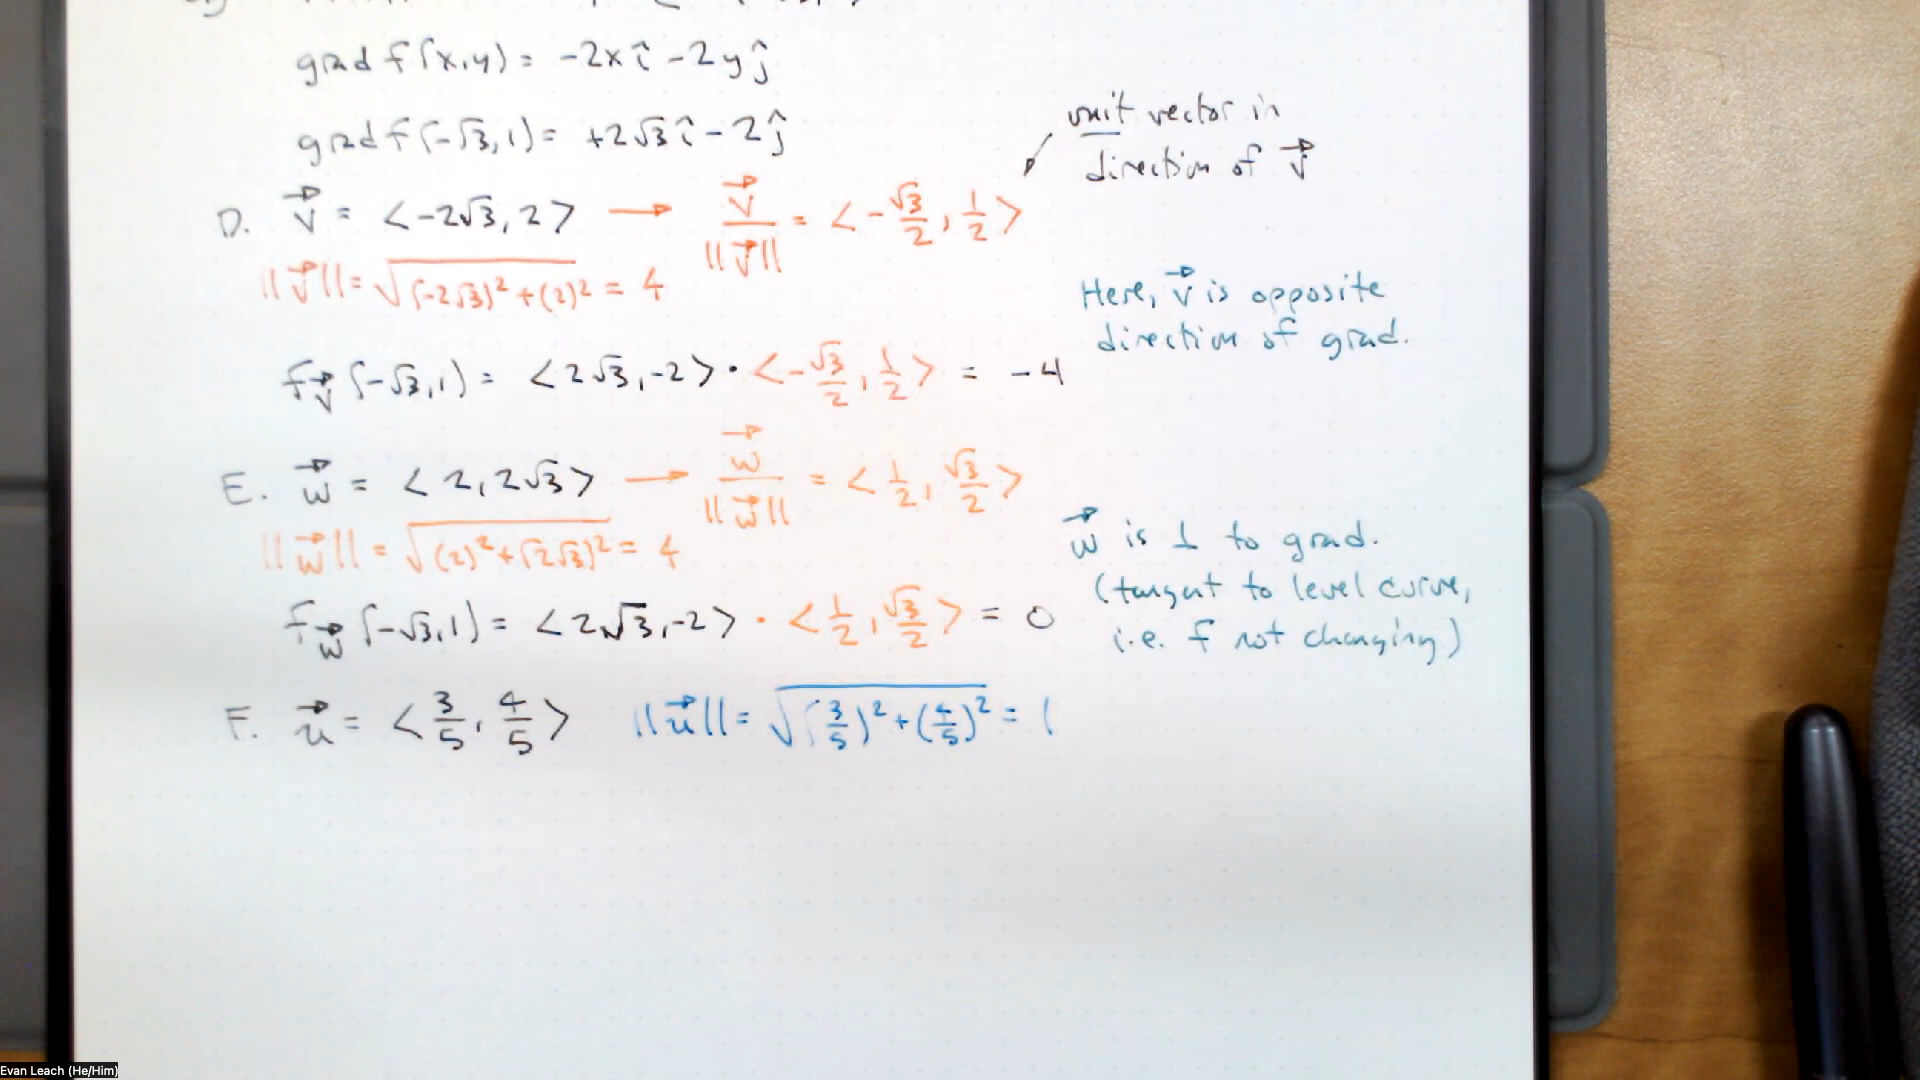 grad f(x,y) = -2x î - 2y ĵ
grad f(-√3, 1) = +2√3 î - 2 ĵ
unit vector in
direction of v⃗
D. v⃗ = <-2√3, 2> → v⃗/||v⃗|| = <-√3/2, 1/2>
||v⃗|| = √((-2√3)² + (2)²) = 4
Here, v⃗ is opposite
direction of grad.
f_v⃗ (-√3, 1) = <2√3, -2> · <-√3/2, 1/2> = -4
E. w⃗ = <2, 2√3> → w⃗/||w⃗|| = <1/2, √3/2>
||w⃗|| = √((2)² + (2√3)²) = 4
w⃗ is ⊥ to grad.
(tangent to level curve,
i.e. f not changing)
f_w⃗ (-√3, 1) = <2√3, -2> · <1/2, √3/2> = 0
F. u⃗ = <3/5, 4/5> ||u⃗|| = √((3/5)² + (4/5)²) = 1
Evan Leach (He/Him)